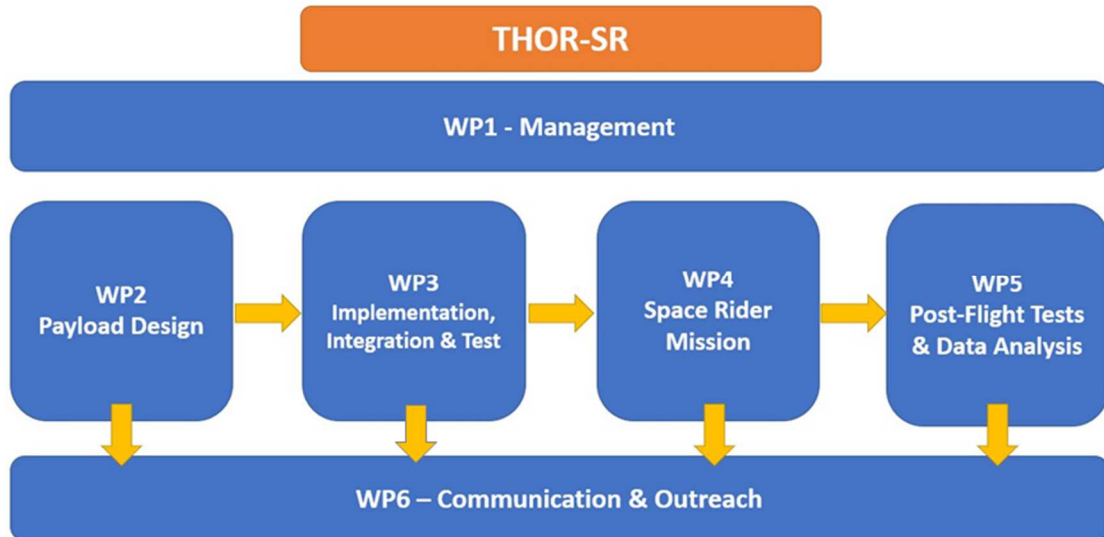 THOR-SR
WP1 - Management
WP2
Payload Design
WP3
Implementation,
Integration & Test
WP4
Space Rider
Mission
WP5
Post-Flight Tests
& Data Analysis
WP6 – Communication & Outreach